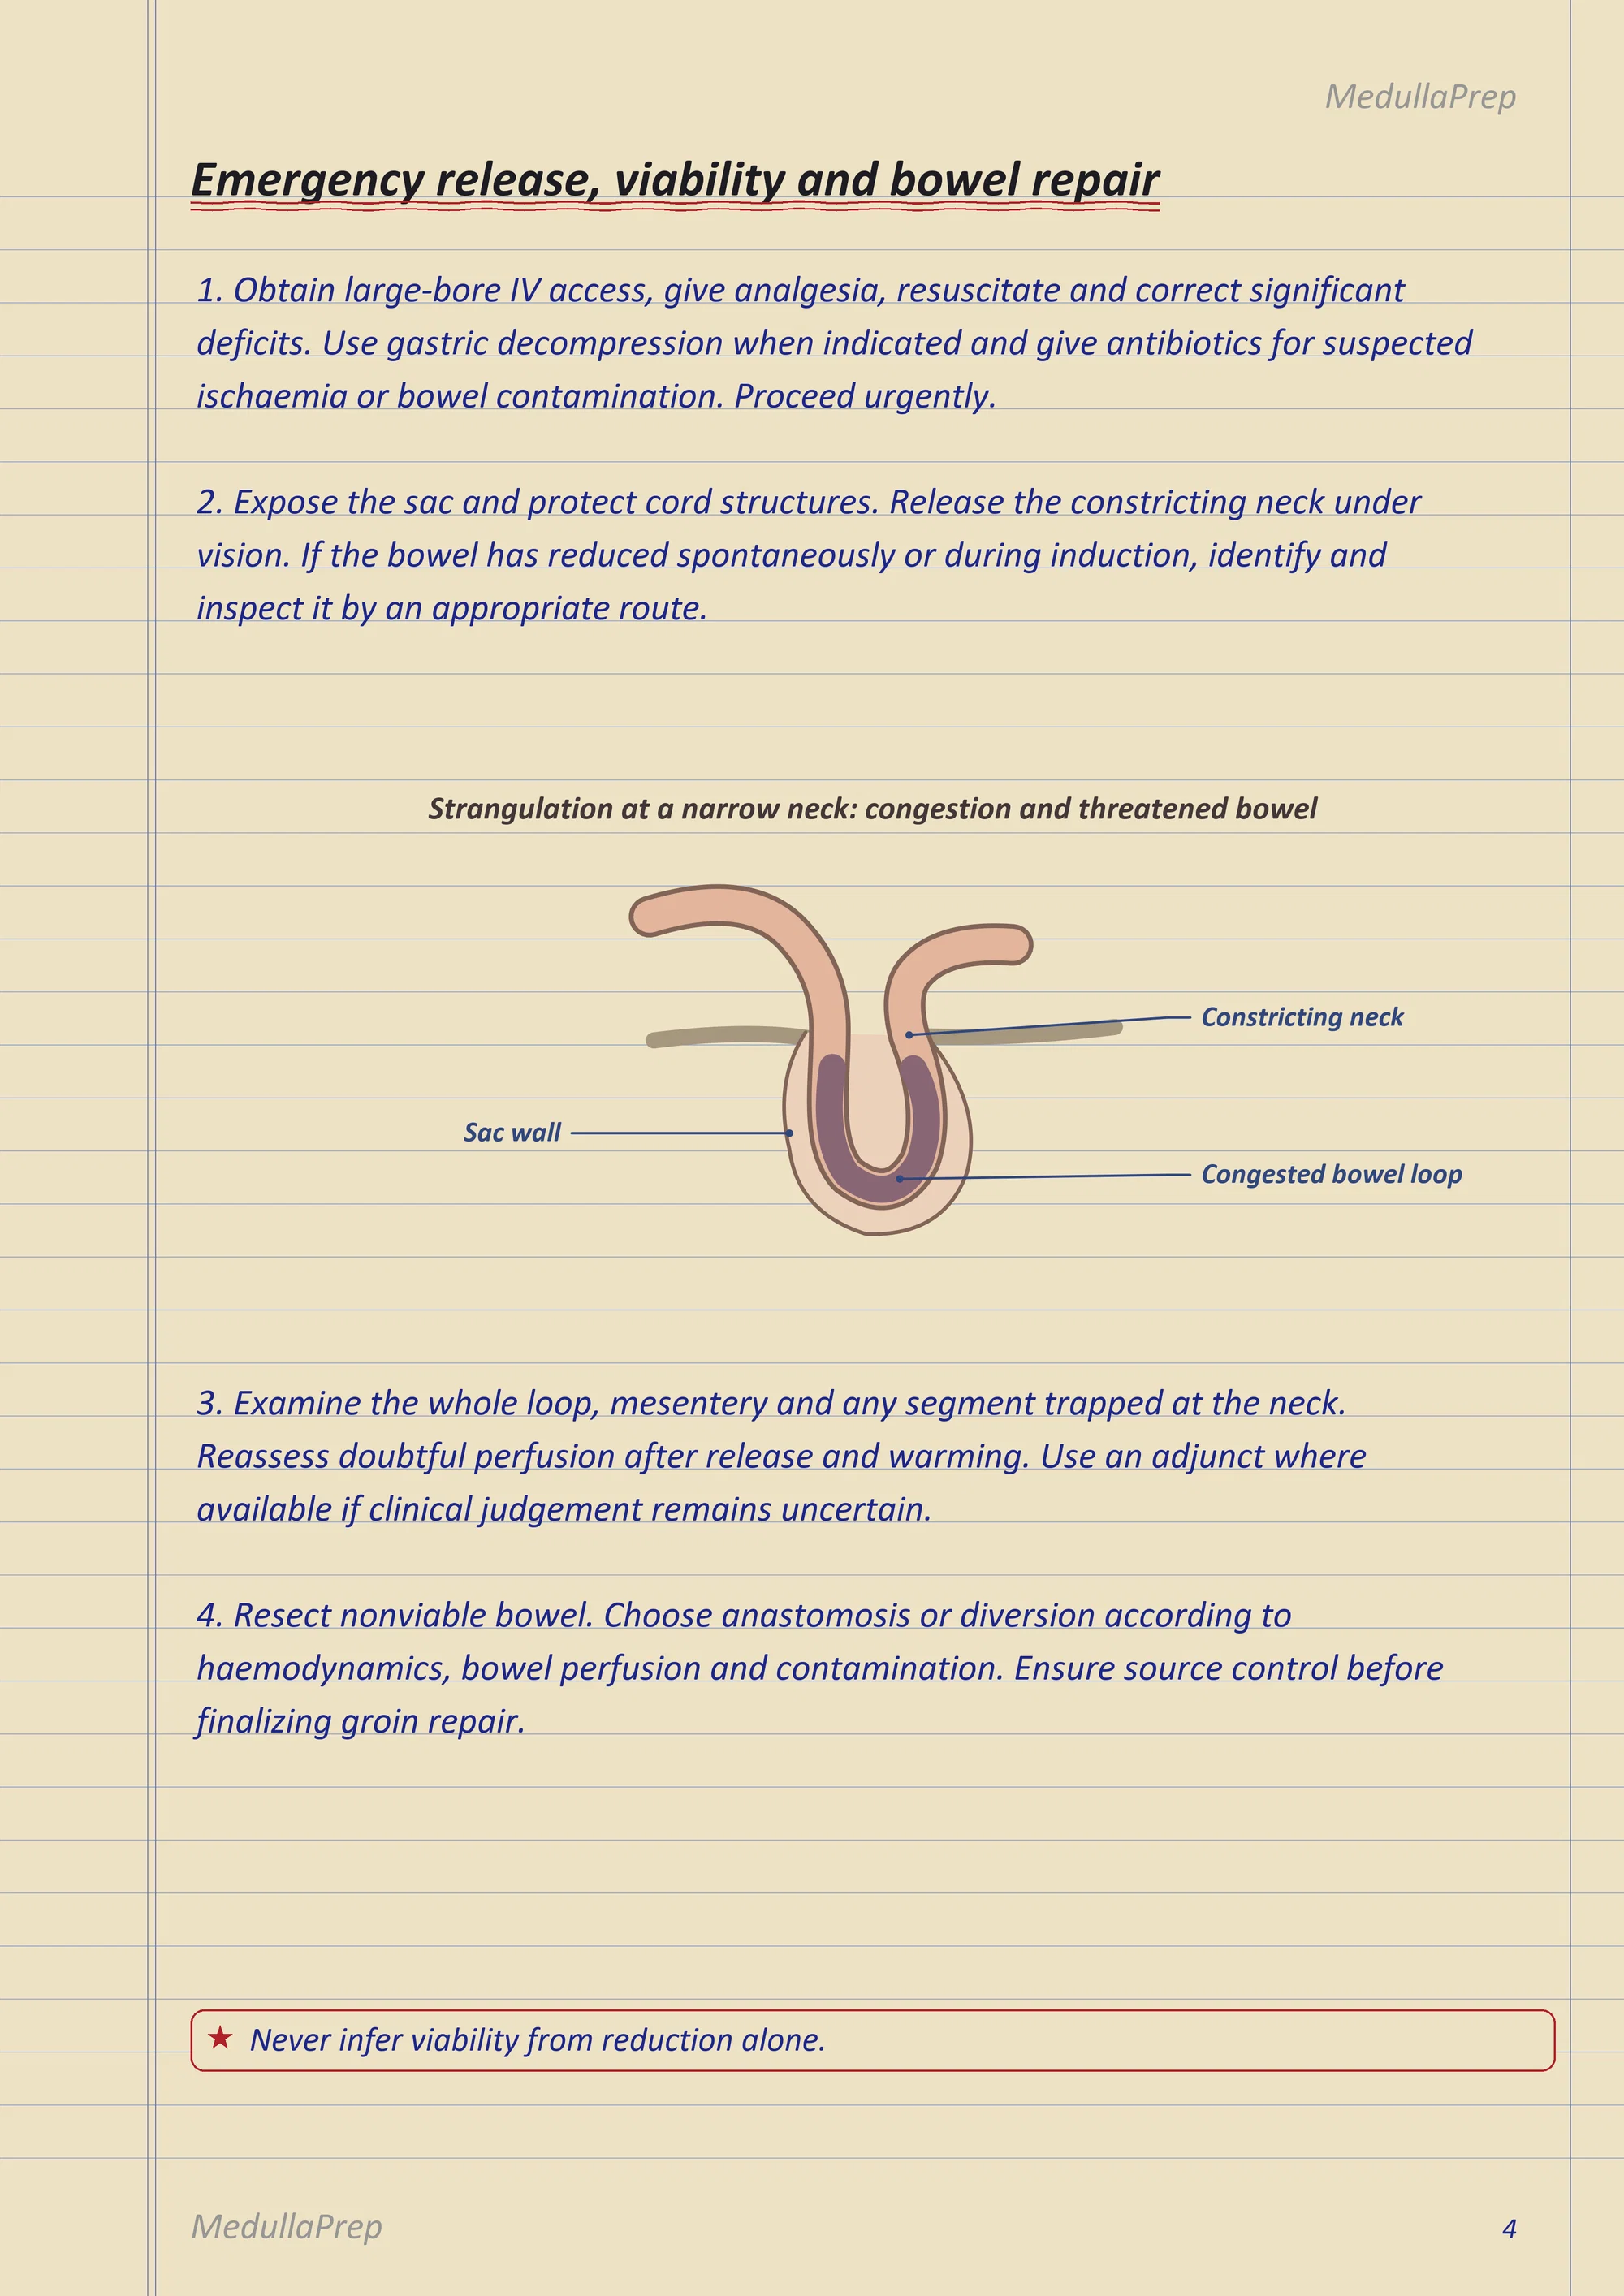 MedullaPrep
Emergency release, viability and bowel repair
1. Obtain large-bore IV access, give analgesia, resuscitate and correct significant
deficits. Use gastric decompression when indicated and give antibiotics for suspected
ischaemia or bowel contamination. Proceed urgently.
2. Expose the sac and protect cord structures. Release the constricting neck under
vision. If the bowel has reduced spontaneously or during induction, identify and
inspect it by an appropriate route.
Strangulation at a narrow neck: congestion and threatened bowel
Constricting neck
Sac wall
Congested bowel loop
3. Examine the whole loop, mesentery and any segment trapped at the neck.
Reassess doubtful perfusion after release and warming. Use an adjunct where
available if clinical judgement remains uncertain.
4. Resect nonviable bowel. Choose anastomosis or diversion according to
haemodynamics, bowel perfusion and contamination. Ensure source control before
finalizing groin repair.
★ Never infer viability from reduction alone.
MedullaPrep
4